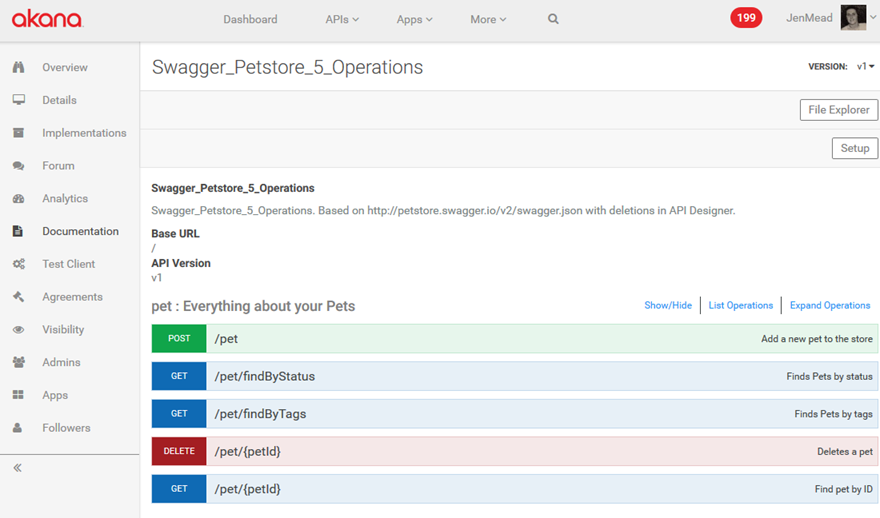 akana
Dashboard APIs Apps More 199 JenMead
Overview
Details
Implementations
Forum
Analytics
Documentation
Test Client
Agreements
Visibility
Admins
Apps
Followers
Swagger_Petstore_5_Operations VERSION: v1
File Explorer
Setup
Swagger_Petstore_5_Operations
Swagger_Petstore_5_Operations. Based on http://petstore.swagger.io/v2/swagger.json with deletions in API Designer.
Base URL
/
API Version
v1
pet : Everything about your Pets Show/Hide List Operations Expand Operations
POST /pet Add a new pet to the store
GET /pet/findByStatus Finds Pets by status
GET /pet/findByTags Finds Pets by tags
DELETE /pet/{petId} Deletes a pet
GET /pet/{petId} Find pet by ID